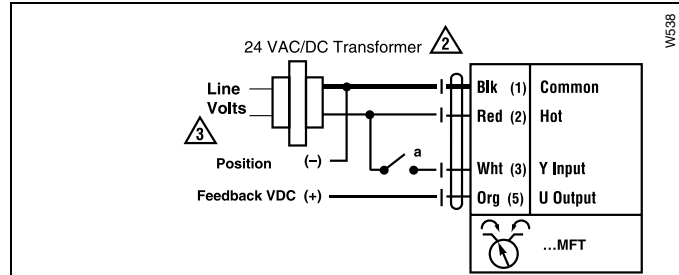 W538
24 VAC/DC Transformer 2
Line
Volts
3
Blk (1) Common
Red (2) Hot
a
Position (–)
Wht (3) Y Input
Feedback VDC (+)
Org (5) U Output
...MFT